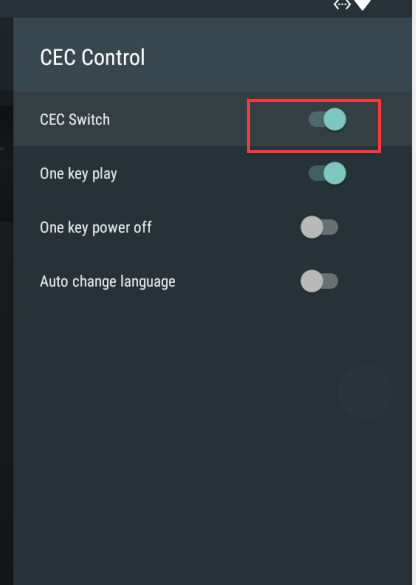 CEC Control
CEC Switch
One key play
One key power off
Auto change language